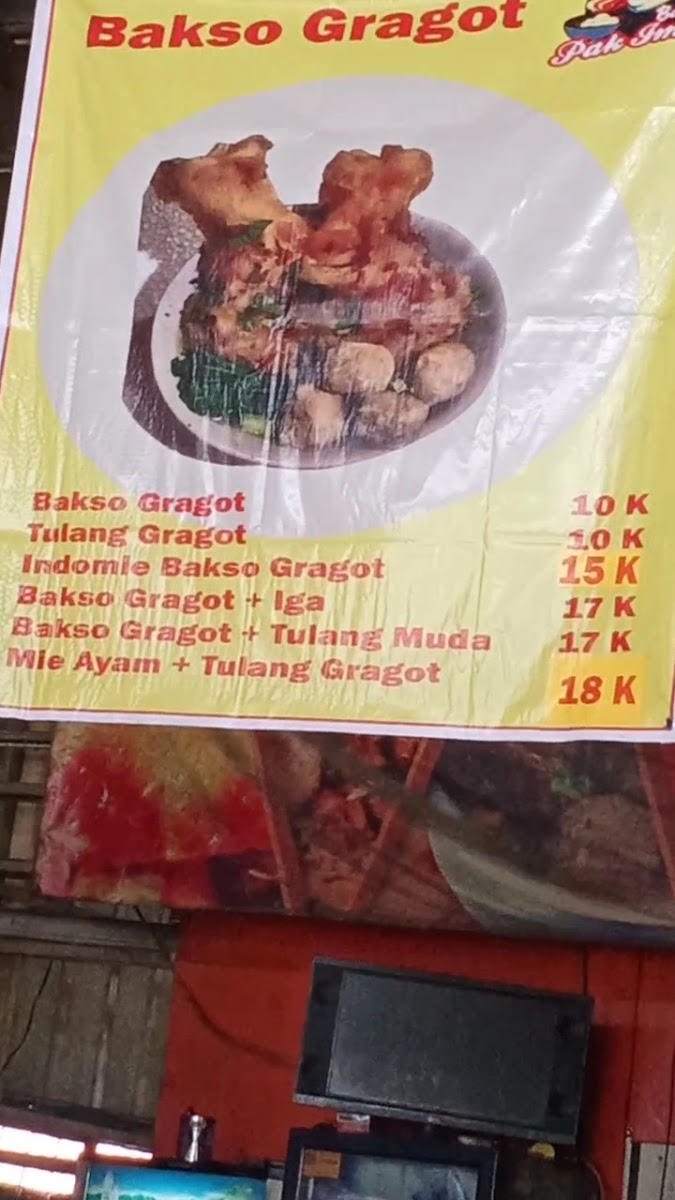 Bakso Gragot
Pak
Bakso Gragot 10 K
Tulang Gragot 10 K
Indomie Bakso Gragot 15 K
Bakso Gragot + Iga 17 K
Bakso Gragot + Tulang Muda 17 K
Mie Ayam + Tulang Gragot 18 K